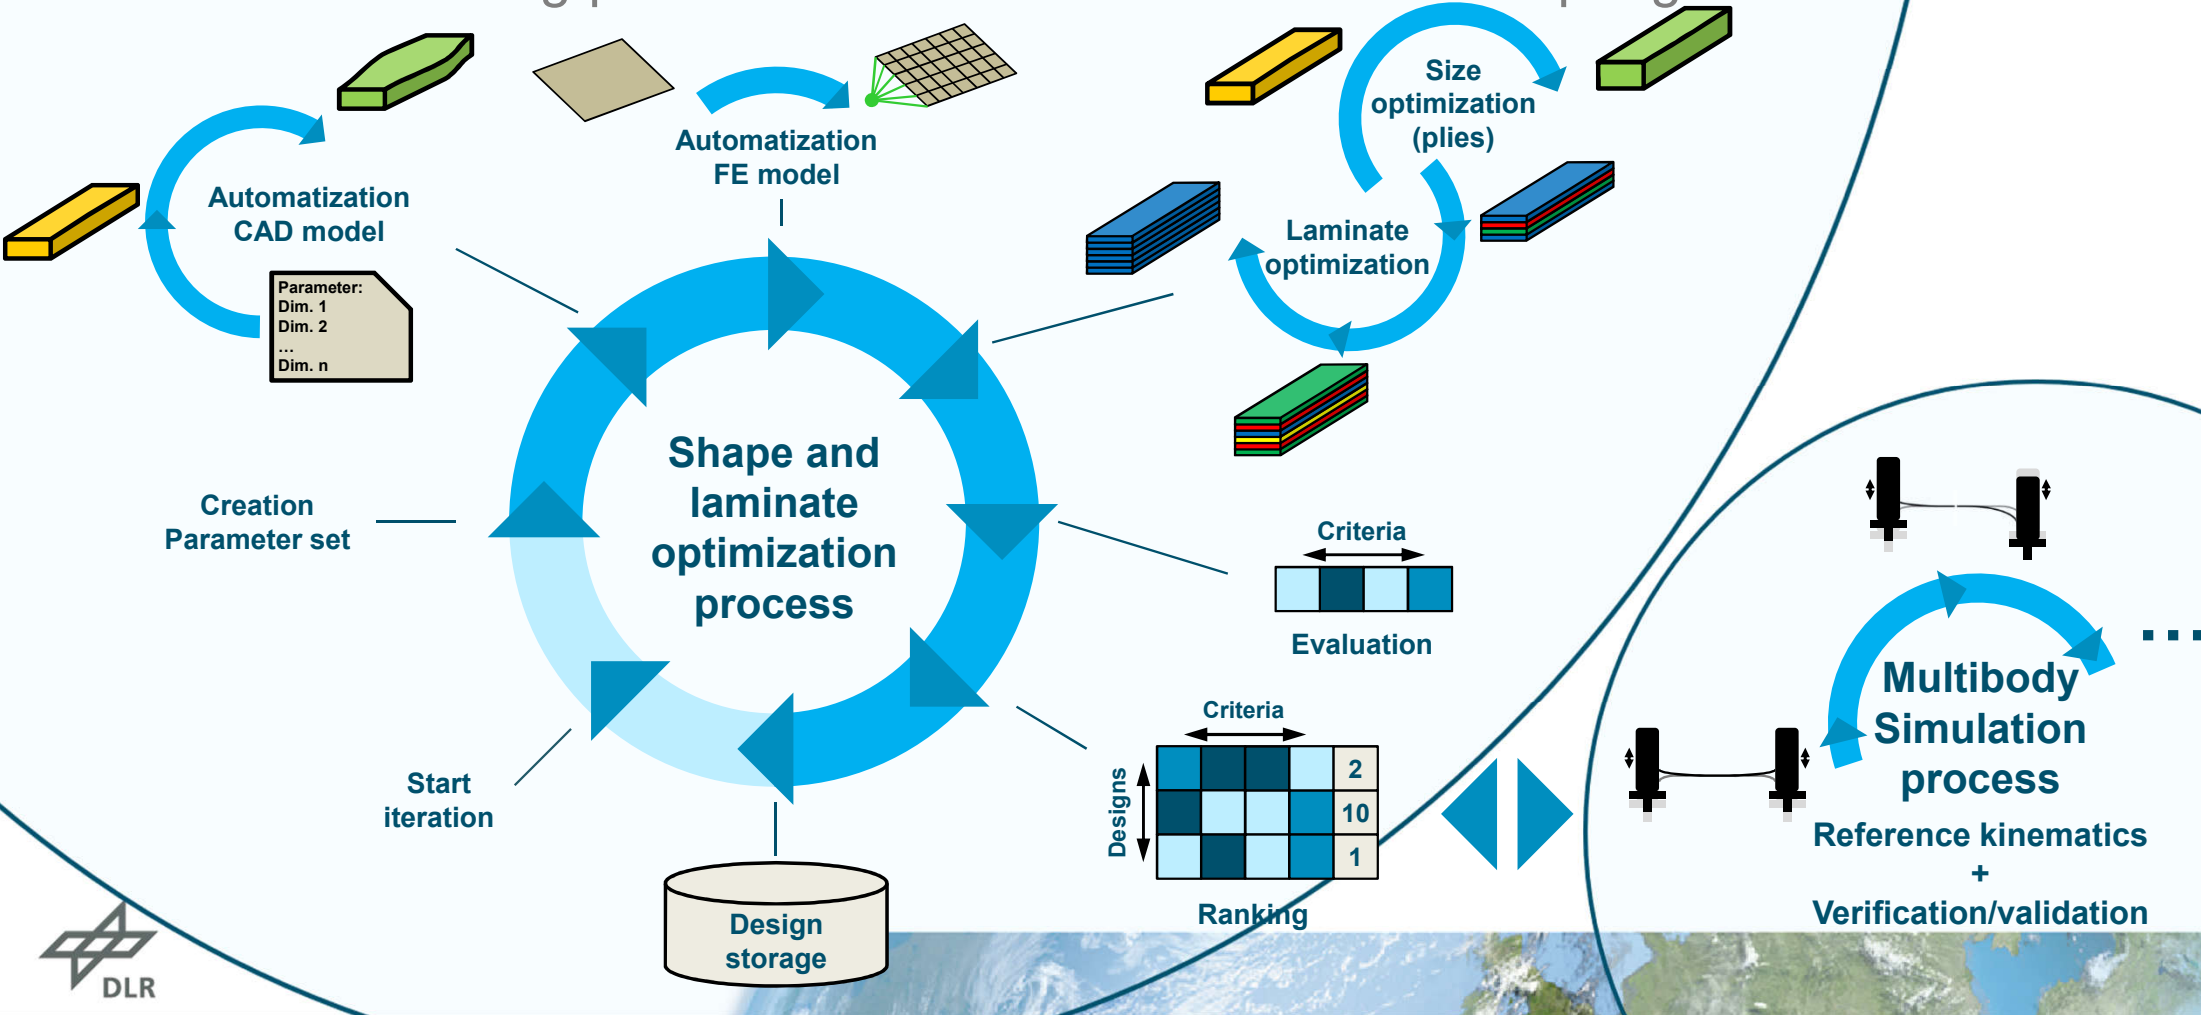 Size
optimization
(plies)
Automatization
FE model
Automatization
CAD model
Laminate
optimization
Parameter:
Dim. 1
Dim. 2
...
Dim. n
Shape and
laminate
optimization
process
Creation
Parameter set
Criteria
Evaluation
Start
iteration
Criteria
Designs
2
10
1
Ranking
Design
storage
Multibody
Simulation
process
Reference kinematics
+
Verification/validation
DLR